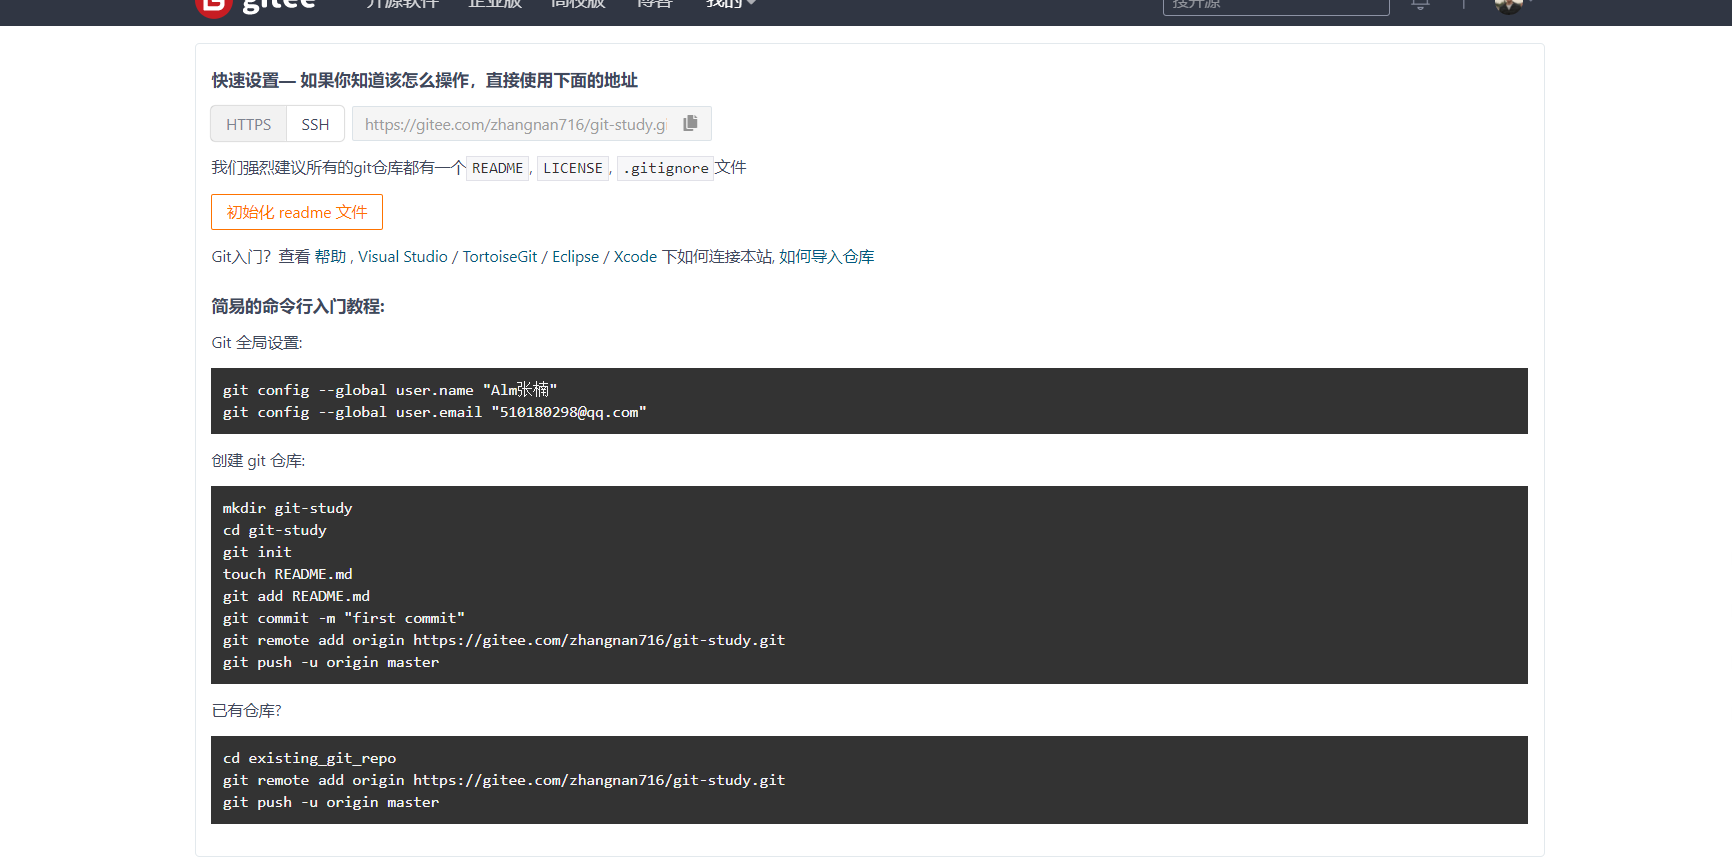 gitee 开源软件 企业版 高校版 博客 我的 搜开源
快速设置— 如果你知道该怎么操作，直接使用下面的地址
HTTPS SSH https://gitee.com/zhangnan716/git-study.gi
我们强烈建议所有的git仓库都有一个 README, LICENSE, .gitignore 文件
初始化 readme 文件
Git入门？查看 帮助 , Visual Studio / TortoiseGit / Eclipse / Xcode 下如何连接本站, 如何导入仓库
简易的命令行入门教程:
Git 全局设置:
git config --global user.name "Alm张楠"
git config --global user.email "510180298@qq.com"
创建 git 仓库:
mkdir git-study
cd git-study
git init
touch README.md
git add README.md
git commit -m "first commit"
git remote add origin https://gitee.com/zhangnan716/git-study.git
git push -u origin master
已有仓库?
cd existing_git_repo
git remote add origin https://gitee.com/zhangnan716/git-study.git
git push -u origin master